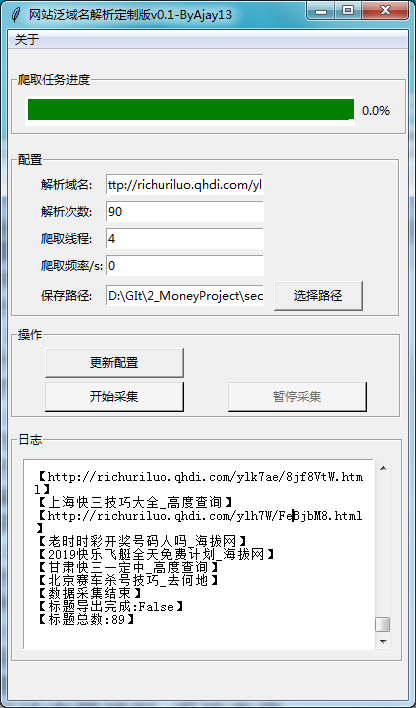 网站泛域名解析定制版v0.1-ByAjay13
关于
爬取任务进度
0.0%
配置
解析域名: ttp://richuriluo.qhdi.com/yl
解析次数: 90
爬取线程: 4
爬取频率/s: 0
保存路径: D:\GIt\2_MoneyProject\sec 选择路径
操作
更新配置
开始采集 暂停采集
日志
【http://richuriluo.qhdi.com/ylk7ae/8jf8VtW.htm
l】
【上海快三技巧大全_高度查询】
【http://richuriluo.qhdi.com/ylh7W/FeBjbM8.html
】
【老时时彩开奖号码人吗_海拔网】
【2019快乐飞艇全天免费计划_海拔网】
【甘肃快三一定中_高度查询】
【北京赛车杀号技巧_去何地】
【数据采集结束】
【标题导出完成:False】
【标题总数:89】